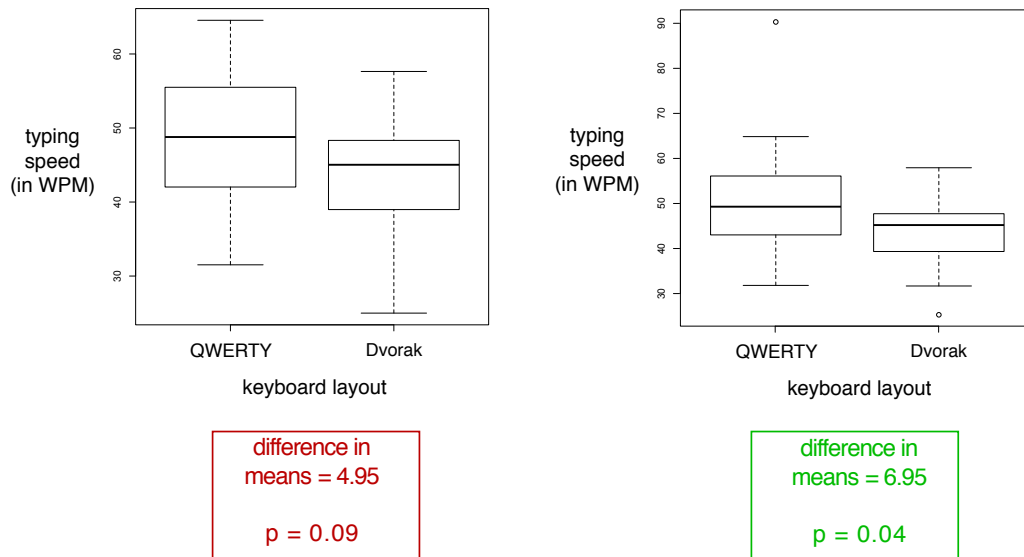 60
50
40
30
typing
speed
(in WPM)
QWERTY Dvorak
keyboard layout
difference in
means = 4.95
p = 0.09
90
80
70
60
50
40
30
typing
speed
(in WPM)
QWERTY Dvorak
keyboard layout
difference in
means = 6.95
p = 0.04